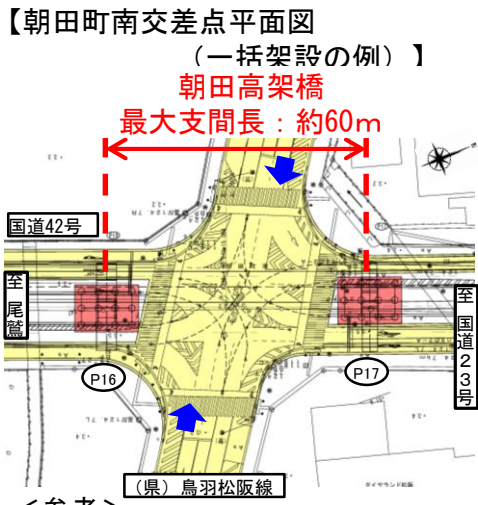 【朝田町南交差点平面図
（一括架設の例）】
朝田高架橋
最大支間長：約60m
国道42号
至 尾鷲
至 国道23号
P16
P17
（県）鳥羽松阪線
＜参考＞